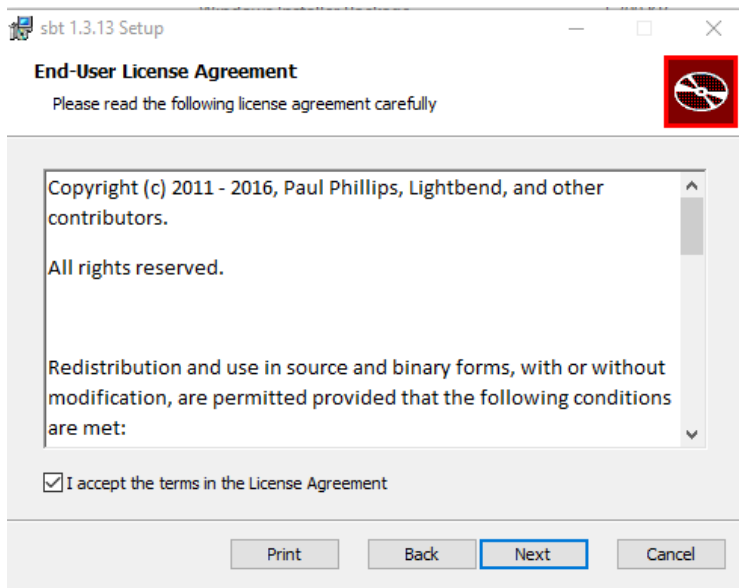 sbt 1.3.13 Setup
End-User License Agreement
Please read the following license agreement carefully
Copyright (c) 2011 - 2016, Paul Phillips, Lightbend, and other
contributors.
All rights reserved.
Redistribution and use in source and binary forms, with or without
modification, are permitted provided that the following conditions
are met:
I accept the terms in the License Agreement
Print Back Next Cancel